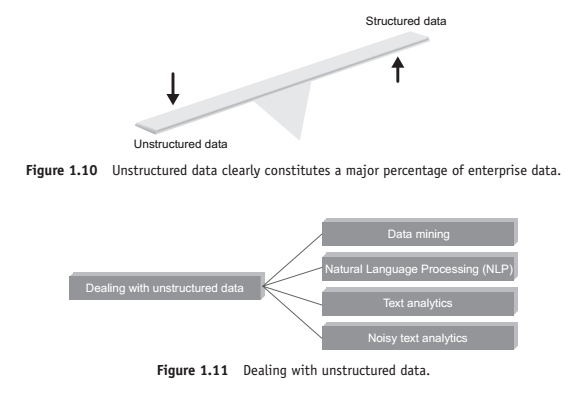 Structured data
Unstructured data
Figure 1.10 Unstructured data clearly constitutes a major percentage of enterprise data.
Data mining
Natural Language Processing (NLP)
Dealing with unstructured data
Text analytics
Noisy text analytics
Figure 1.11 Dealing with unstructured data.